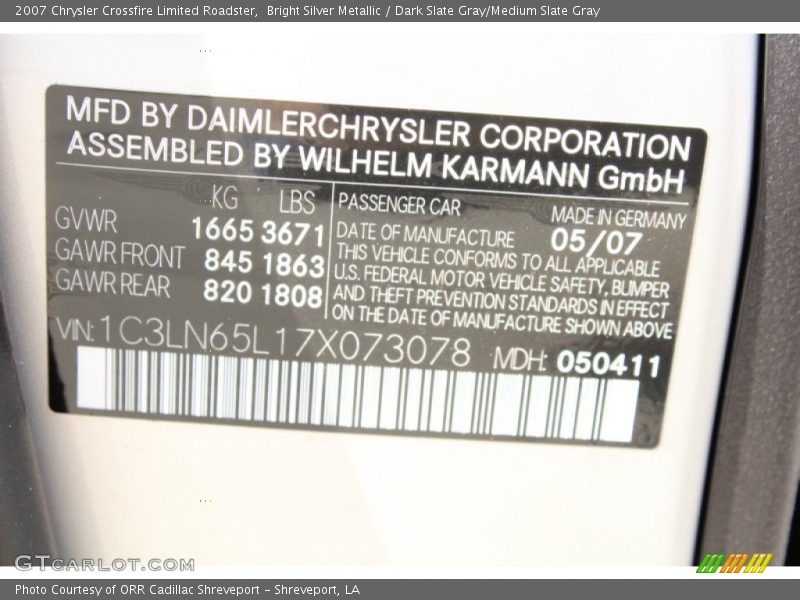 2007 Chrysler Crossfire Limited Roadster,  Bright Silver Metallic / Dark Slate Gray/Medium Slate Gray
MFD BY DAIMLERCHRYSLER CORPORATION
ASSEMBLED BY WILHELM KARMANN GmbH
KG LBS
GVWR 1665 3671
GAWR FRONT 845 1863
GAWR REAR 820 1808
PASSENGER CAR MADE IN GERMANY
DATE OF MANUFACTURE 05/07
THIS VEHICLE CONFORMS TO ALL APPLICABLE
U.S. FEDERAL MOTOR VEHICLE SAFETY, BUMPER
AND THEFT PREVENTION STANDARDS IN EFFECT
ON THE DATE OF MANUFACTURE SHOWN ABOVE
VIN: 1C3LN65L17X073078 MDH: 050411
GTCARLOT.COM
Photo Courtesy of ORR Cadillac Shreveport - Shreveport, LA